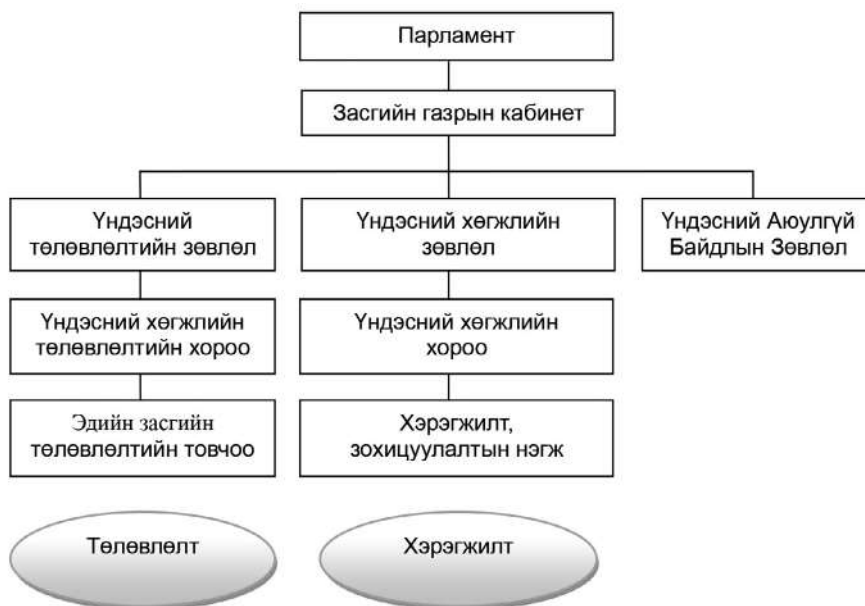 Парламент
Засгийн газрын кабинет
Үндэсний
төлөвлөлтийн зөвлөл
Үндэсний хөгжлийн
зөвлөл
Үндэсний Аюулгүй
Байдлын Зөвлөл
Үндэсний хөгжлийн
төлөвлөлтийн хороо
Үндэсний хөгжлийн
хороо
Эдийн засгийн
төлөвлөлтийн товчоо
Хэрэгжилт,
зохицуулалтын нэгж
Төлөвлөлт
Хэрэгжилт